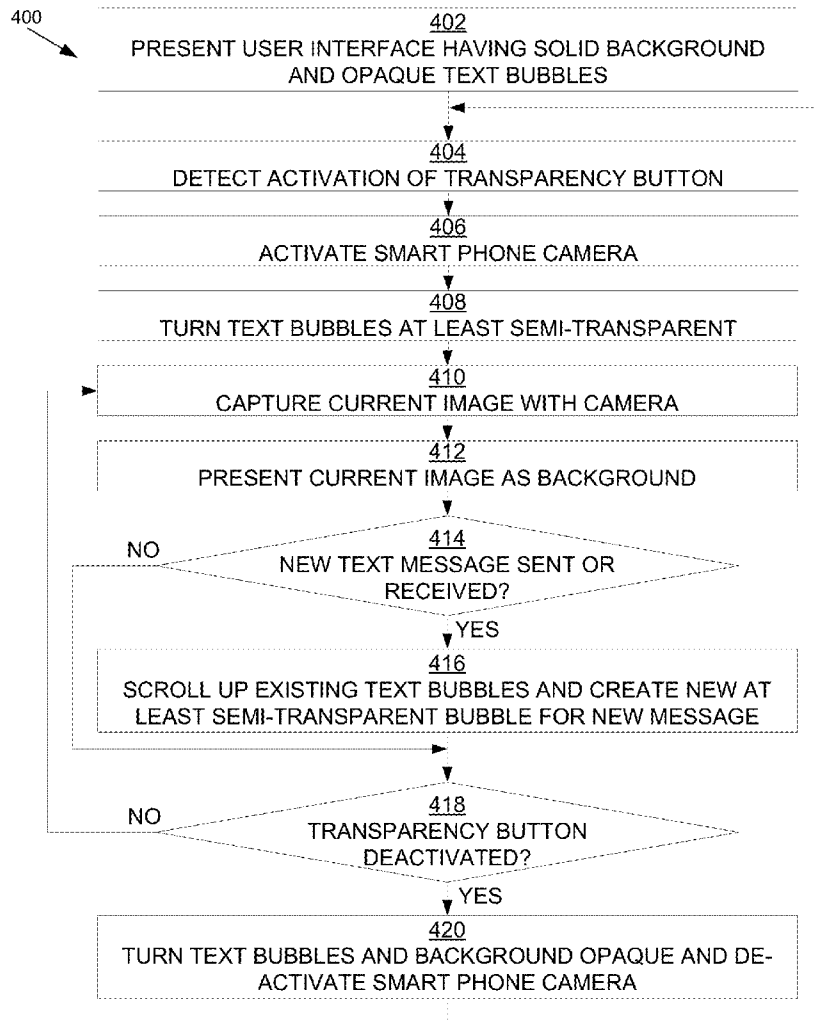 400
402
PRESENT USER INTERFACE HAVING SOLID BACKGROUND
AND OPAQUE TEXT BUBBLES
404
DETECT ACTIVATION OF TRANSPARENCY BUTTON
406
ACTIVATE SMART PHONE CAMERA
408
TURN TEXT BUBBLES AT LEAST SEMI-TRANSPARENT
410
CAPTURE CURRENT IMAGE WITH CAMERA
412
PRESENT CURRENT IMAGE AS BACKGROUND
NO
414
NEW TEXT MESSAGE SENT OR
RECEIVED?
YES
416
SCROLL UP EXISTING TEXT BUBBLES AND CREATE NEW AT
LEAST SEMI-TRANSPARENT BUBBLE FOR NEW MESSAGE
NO
418
TRANSPARENCY BUTTON
DEACTIVATED?
YES
420
TURN TEXT BUBBLES AND BACKGROUND OPAQUE AND DE-
ACTIVATE SMART PHONE CAMERA